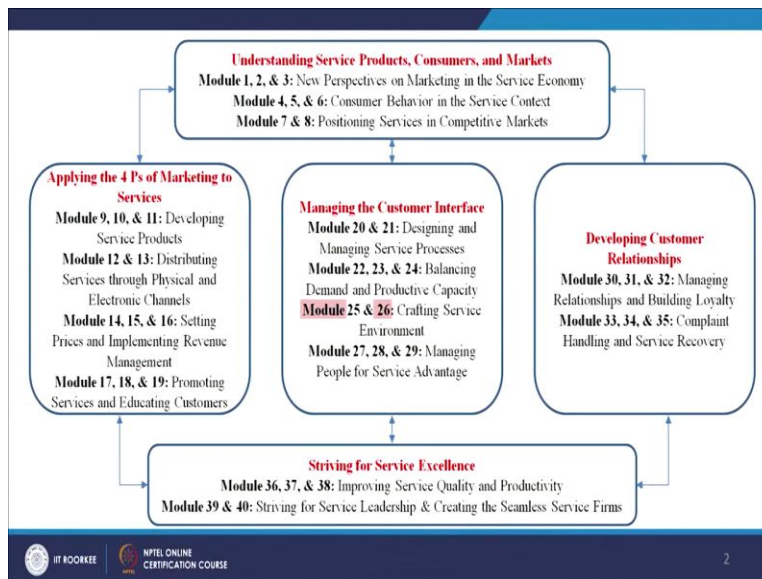 Understanding Service Products, Consumers, and Markets
Module 1, 2, & 3: New Perspectives on Marketing in the Service Economy
Module 4, 5, & 6: Consumer Behavior in the Service Context
Module 7 & 8: Positioning Services in Competitive Markets
Applying the 4 Ps of Marketing to
Services
Module 9, 10, & 11: Developing
Service Products
Module 12 & 13: Distributing
Services through Physical and
Electronic Channels
Module 14, 15, & 16: Setting
Prices and Implementing Revenue
Management
Module 17, 18, & 19: Promoting
Services and Educating Customers
Managing the Customer Interface
Module 20 & 21: Designing and
Managing Service Processes
Module 22, 23, & 24: Balancing
Demand and Productive Capacity
Module 25 & 26: Crafting Service
Environment
Module 27, 28, & 29: Managing
People for Service Advantage
Developing Customer
Relationships
Module 30, 31, & 32: Managing
Relationships and Building Loyalty
Module 33, 34, & 35: Complaint
Handling and Service Recovery
Striving for Service Excellence
Module 36, 37, & 38: Improving Service Quality and Productivity
Module 39 & 40: Striving for Service Leadership & Creating the Seamless Service Firms
IIT ROORKEE
NPTEL ONLINE
CERTIFICATION COURSE
2